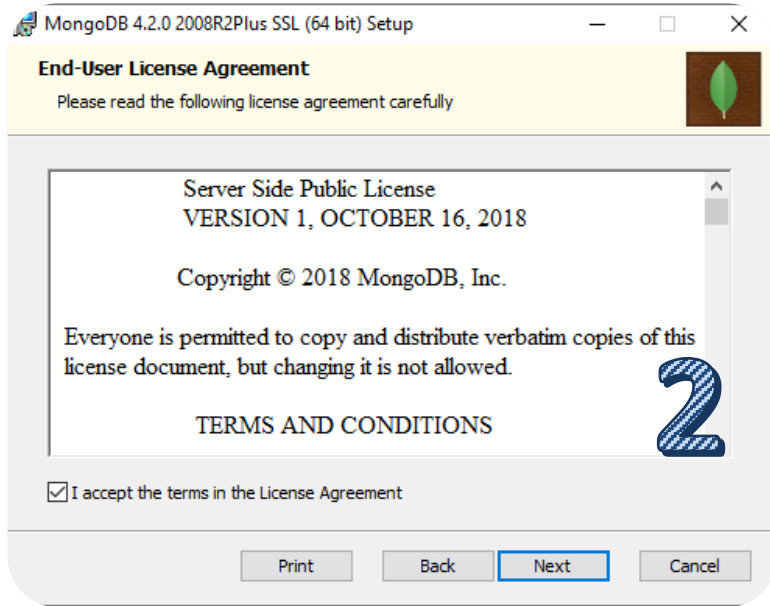 MongoDB 4.2.0 2008R2Plus SSL (64 bit) Setup
End-User License Agreement
Please read the following license agreement carefully
Server Side Public License
VERSION 1, OCTOBER 16, 2018
Copyright © 2018 MongoDB, Inc.
Everyone is permitted to copy and distribute verbatim copies of this
license document, but changing it is not allowed.
TERMS AND CONDITIONS
2
I accept the terms in the License Agreement
Print Back Next Cancel